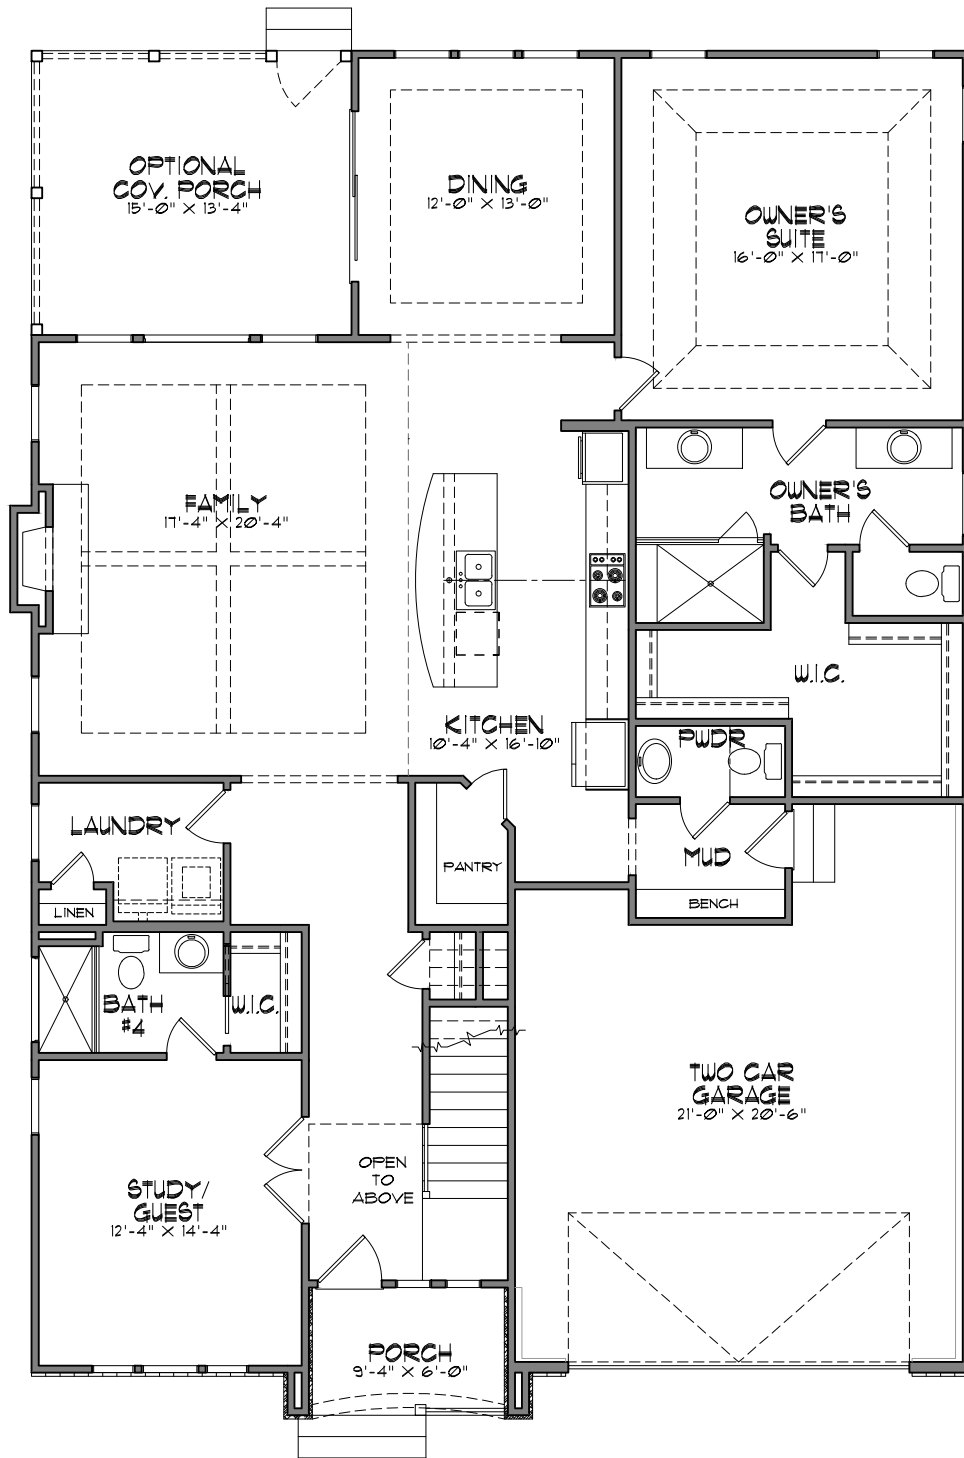 OPTIONAL
COV. PORCH
15'-0" X 13'-4"
DINING
12'-0" X 13'-0"
OWNER'S
SUITE
16'-0" X 17'-0"
FAMILY
17'-4" X 20'-4"
OWNER'S
BATH
W.I.C.
KITCHEN
10'-4" X 16'-10"
PWDR
LAUNDRY
MUD
PANTRY
BENCH
LINEN
BATH
#4
W.I.C.
TWO CAR
GARAGE
21'-0" X 20'-6"
OPEN
TO
ABOVE
STUDY/
GUEST
12'-4" X 14'-4"
PORCH
9'-4" X 6'-0"